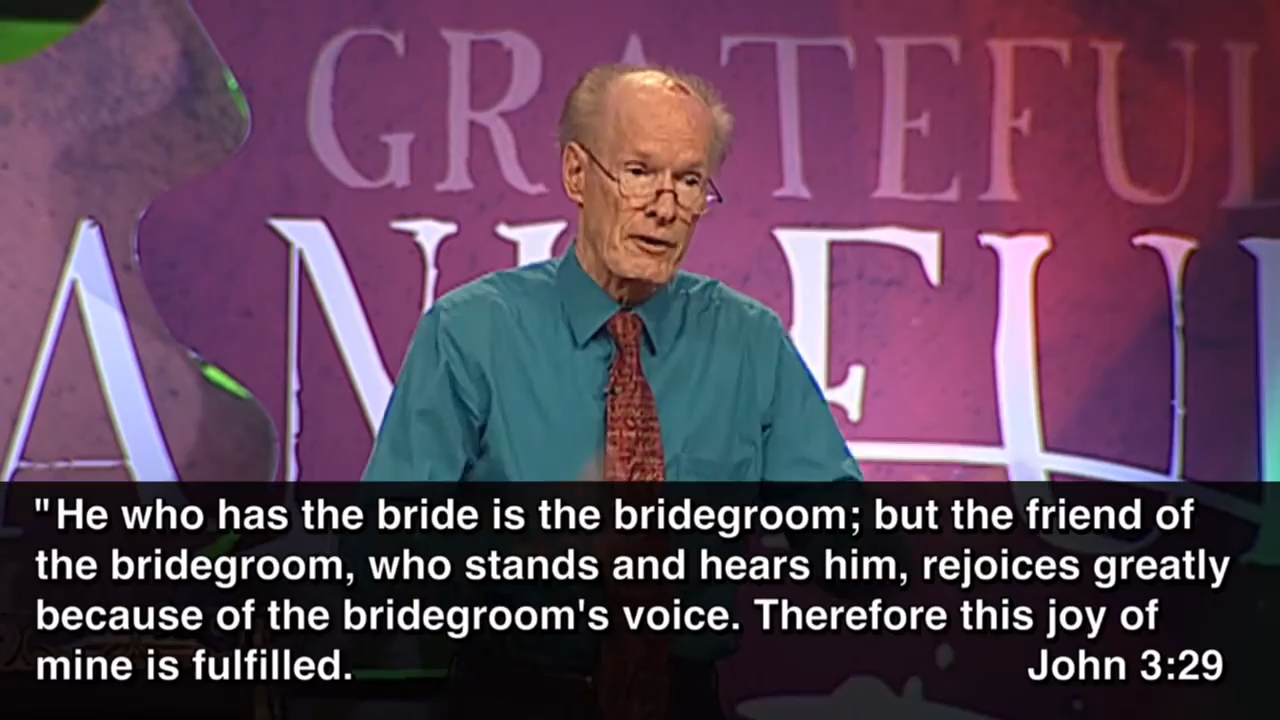 GRATEFUL
"He who has the bride is the bridegroom; but the friend of
the bridegroom, who stands and hears him, rejoices greatly
because of the bridegroom's voice. Therefore this joy of
mine is fulfilled.
John 3:29